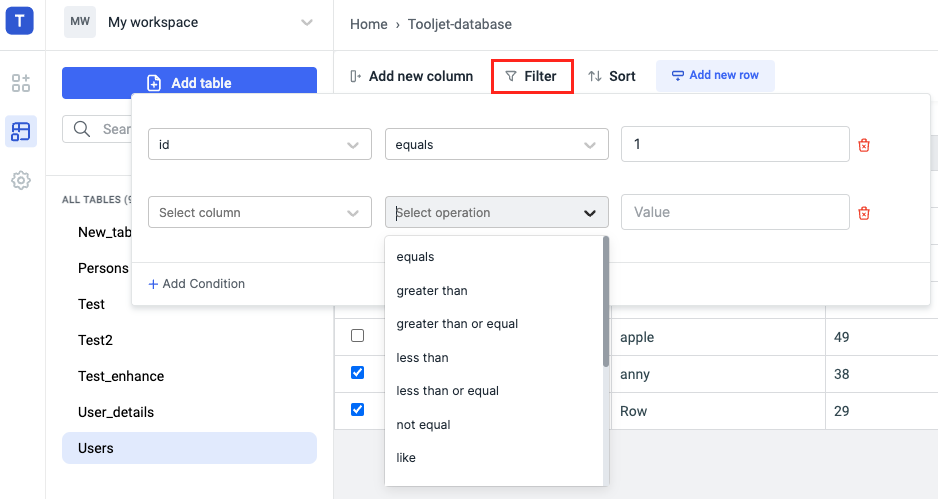 T
MW My workspace
Home > Tooljet-database
Add table
Add new column Filter Sort Add new row
Sear
id equals 1
Select column Select operation Value
ALL TABLES (9
New_tab
Persons
Test
Test2
Test_enhance
User_details
Users
+ Add Condition
equals
greater than
greater than or equal
less than
less than or equal
not equal
like
apple 49
anny 38
Row 29